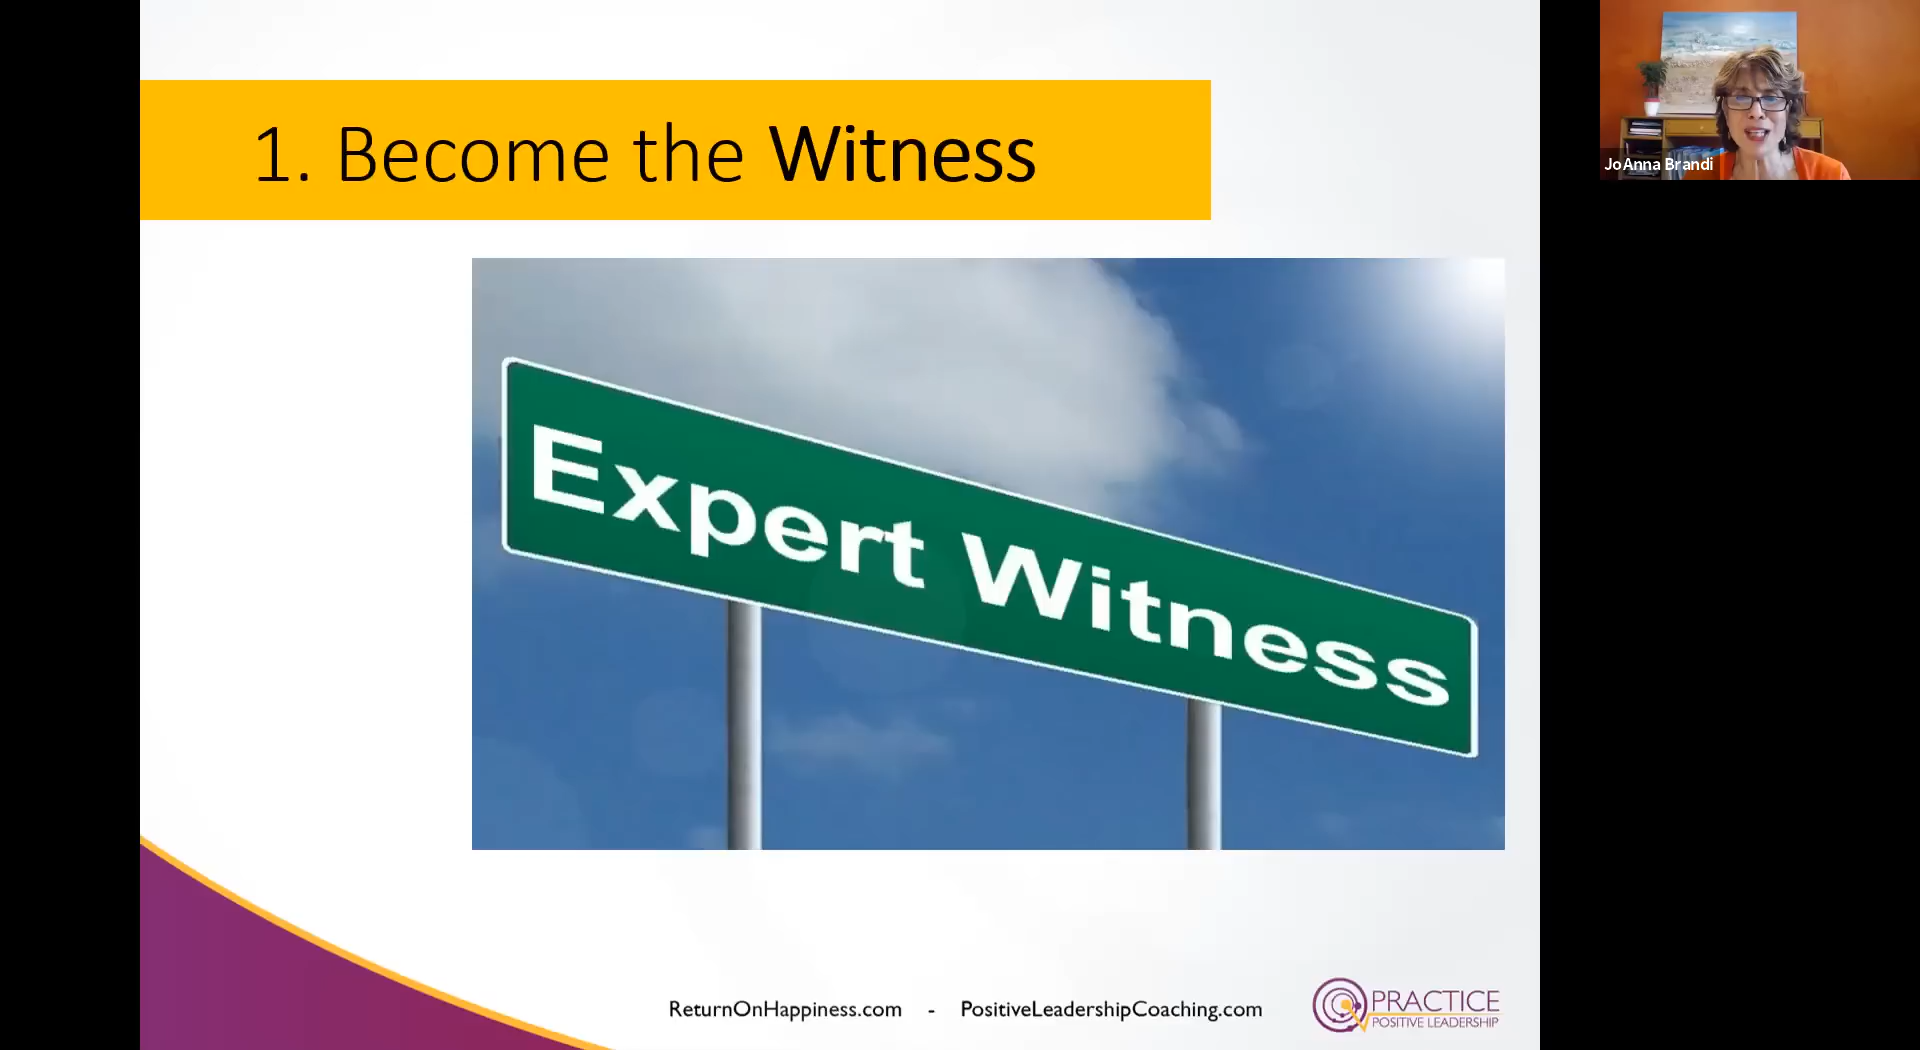 1. Become the Witness
JoAnna Brandi
Expert Witness
ReturnOnHappiness.com - PositiveLeadershipCoaching.com
PRACTICE
POSITIVE LEADERSHIP